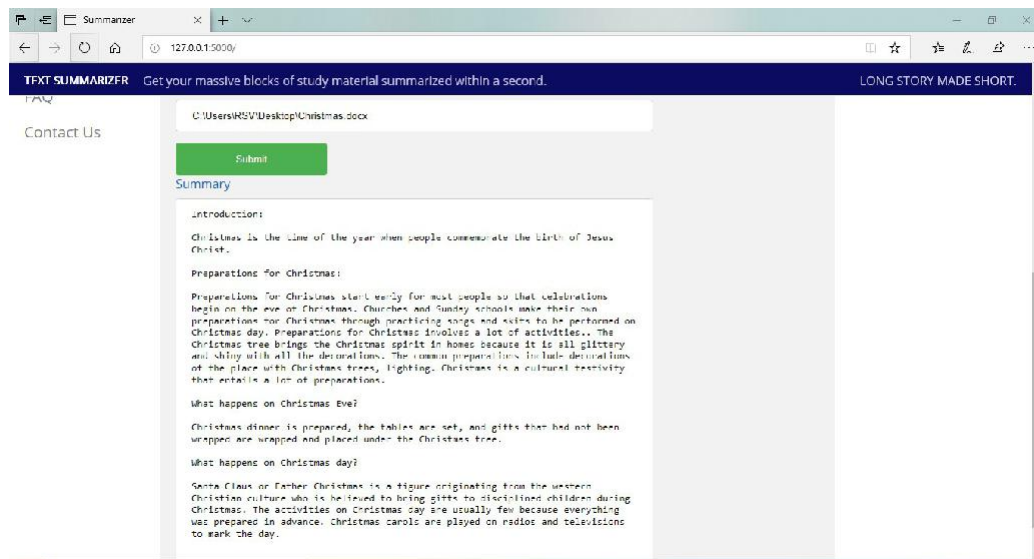 Summarizer
127.0.0.1:5000/
TEXT SUMMARIZER Get your massive blocks of study material summarized within a second. LONG STORY MADE SHORT.
FAQ
Contact Us
C:\Users\RSV\Desktop\Christmas.docx
Submit
Summary
Introduction:
Christmas is the time of the year when people commemorate the birth of Jesus
Christ.
Preparations for Christmas:
Preparations for Christmas start early for most people so that celebrations
begin on the eve of Christmas. Churches and Sunday schools make their own
preparations for Christmas through practicing songs and skits to be performed on
Christmas day. Preparations for Christmas involves a lot of activities.. The
Christmas tree brings the Christmas spirit in homes because it is all glittery
and shiny with all the decorations. The common preparations include decorations
of the place with Christmas trees, lighting. Christmas is a cultural festivity
that entails a lot of preparations.
What happens on Christmas Eve?
Christmas dinner is prepared, the tables are set, and gifts that had not been
wrapped are wrapped and placed under the Christmas tree.
What happens on Christmas day?
Santa Claus or Father Christmas is a figure originating from the western
Christian culture who is believed to bring gifts to disciplined children during
Christmas. The activities on Christmas day are usually few because everything
was prepared in advance. Christmas carols are played on radios and televisions
to mark the day.